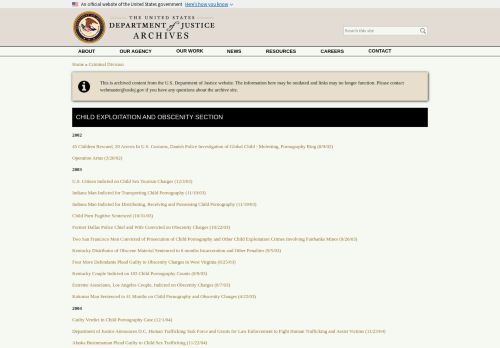 An official website of the United States government Here's how you know
THE UNITED STATES
DEPARTMENT of JUSTICE
ARCHIVES
Search this site
ABOUT OUR AGENCY OUR WORK NEWS RESOURCES CAREERS CONTACT
Home » Criminal Division
This is archived content from the U.S. Department of Justice website. The information here may be outdated and links may no longer function. Please contact
webmaster@usdoj.gov if you have any questions about the archive site.
CHILD EXPLOITATION AND OBSCENITY SECTION
2002
45 Children Rescued, 20 Arrests In U.S. Customs, Danish Police Investigation of Global Child - Molesting, Pornography Ring (8/9/02)
Operation Artus (2/28/02)
2003
U.S. Citizen Indicted on Child Sex Tourism Charges (12/3/03)
Indiana Man Indicted for Transporting Child Pornography (11/19/03)
Indiana Man Indicted for Distributing, Receiving and Possessing Child Pornography (11/19/03)
Child Porn Fugitive Sentenced (10/31/03)
Former Dallas Police Chief and Wife Convicted on Obscenity Charges (10/22/03)
Two San Francisco Men Convicted of Possession of Child Pornography and Other Child Exploitation Crimes Involving Fairbanks Minor (9/26/03)
Kentucky Distributor of Obscene Material Sentenced to 6 months Incarceration and Other Penalties (9/5/03)
Four More Defendants Plead Guilty to Obscenity Charges in West Virginia (8/25/03)
Kentucky Couple Indicted on 103 Child Pornography Counts (8/8/03)
Extreme Associates, Los Angeles Couple, Indicted on Obscenity Charges (8/7/03)
Kokomo Man Sentenced to 41 Months on Child Pornography and Obscenity Charges (4/23/03)
2004
Guilty Verdict in Child Pornography Case (12/1/04)
Department of Justice Announces D.C. Human Trafficking Task Force and Grants for Law Enforcement to Fight Human Trafficking and Assist Victims (11/23/04)
Alaska Businessman Plead Guilty to Child Sex Trafficking (11/22/04)